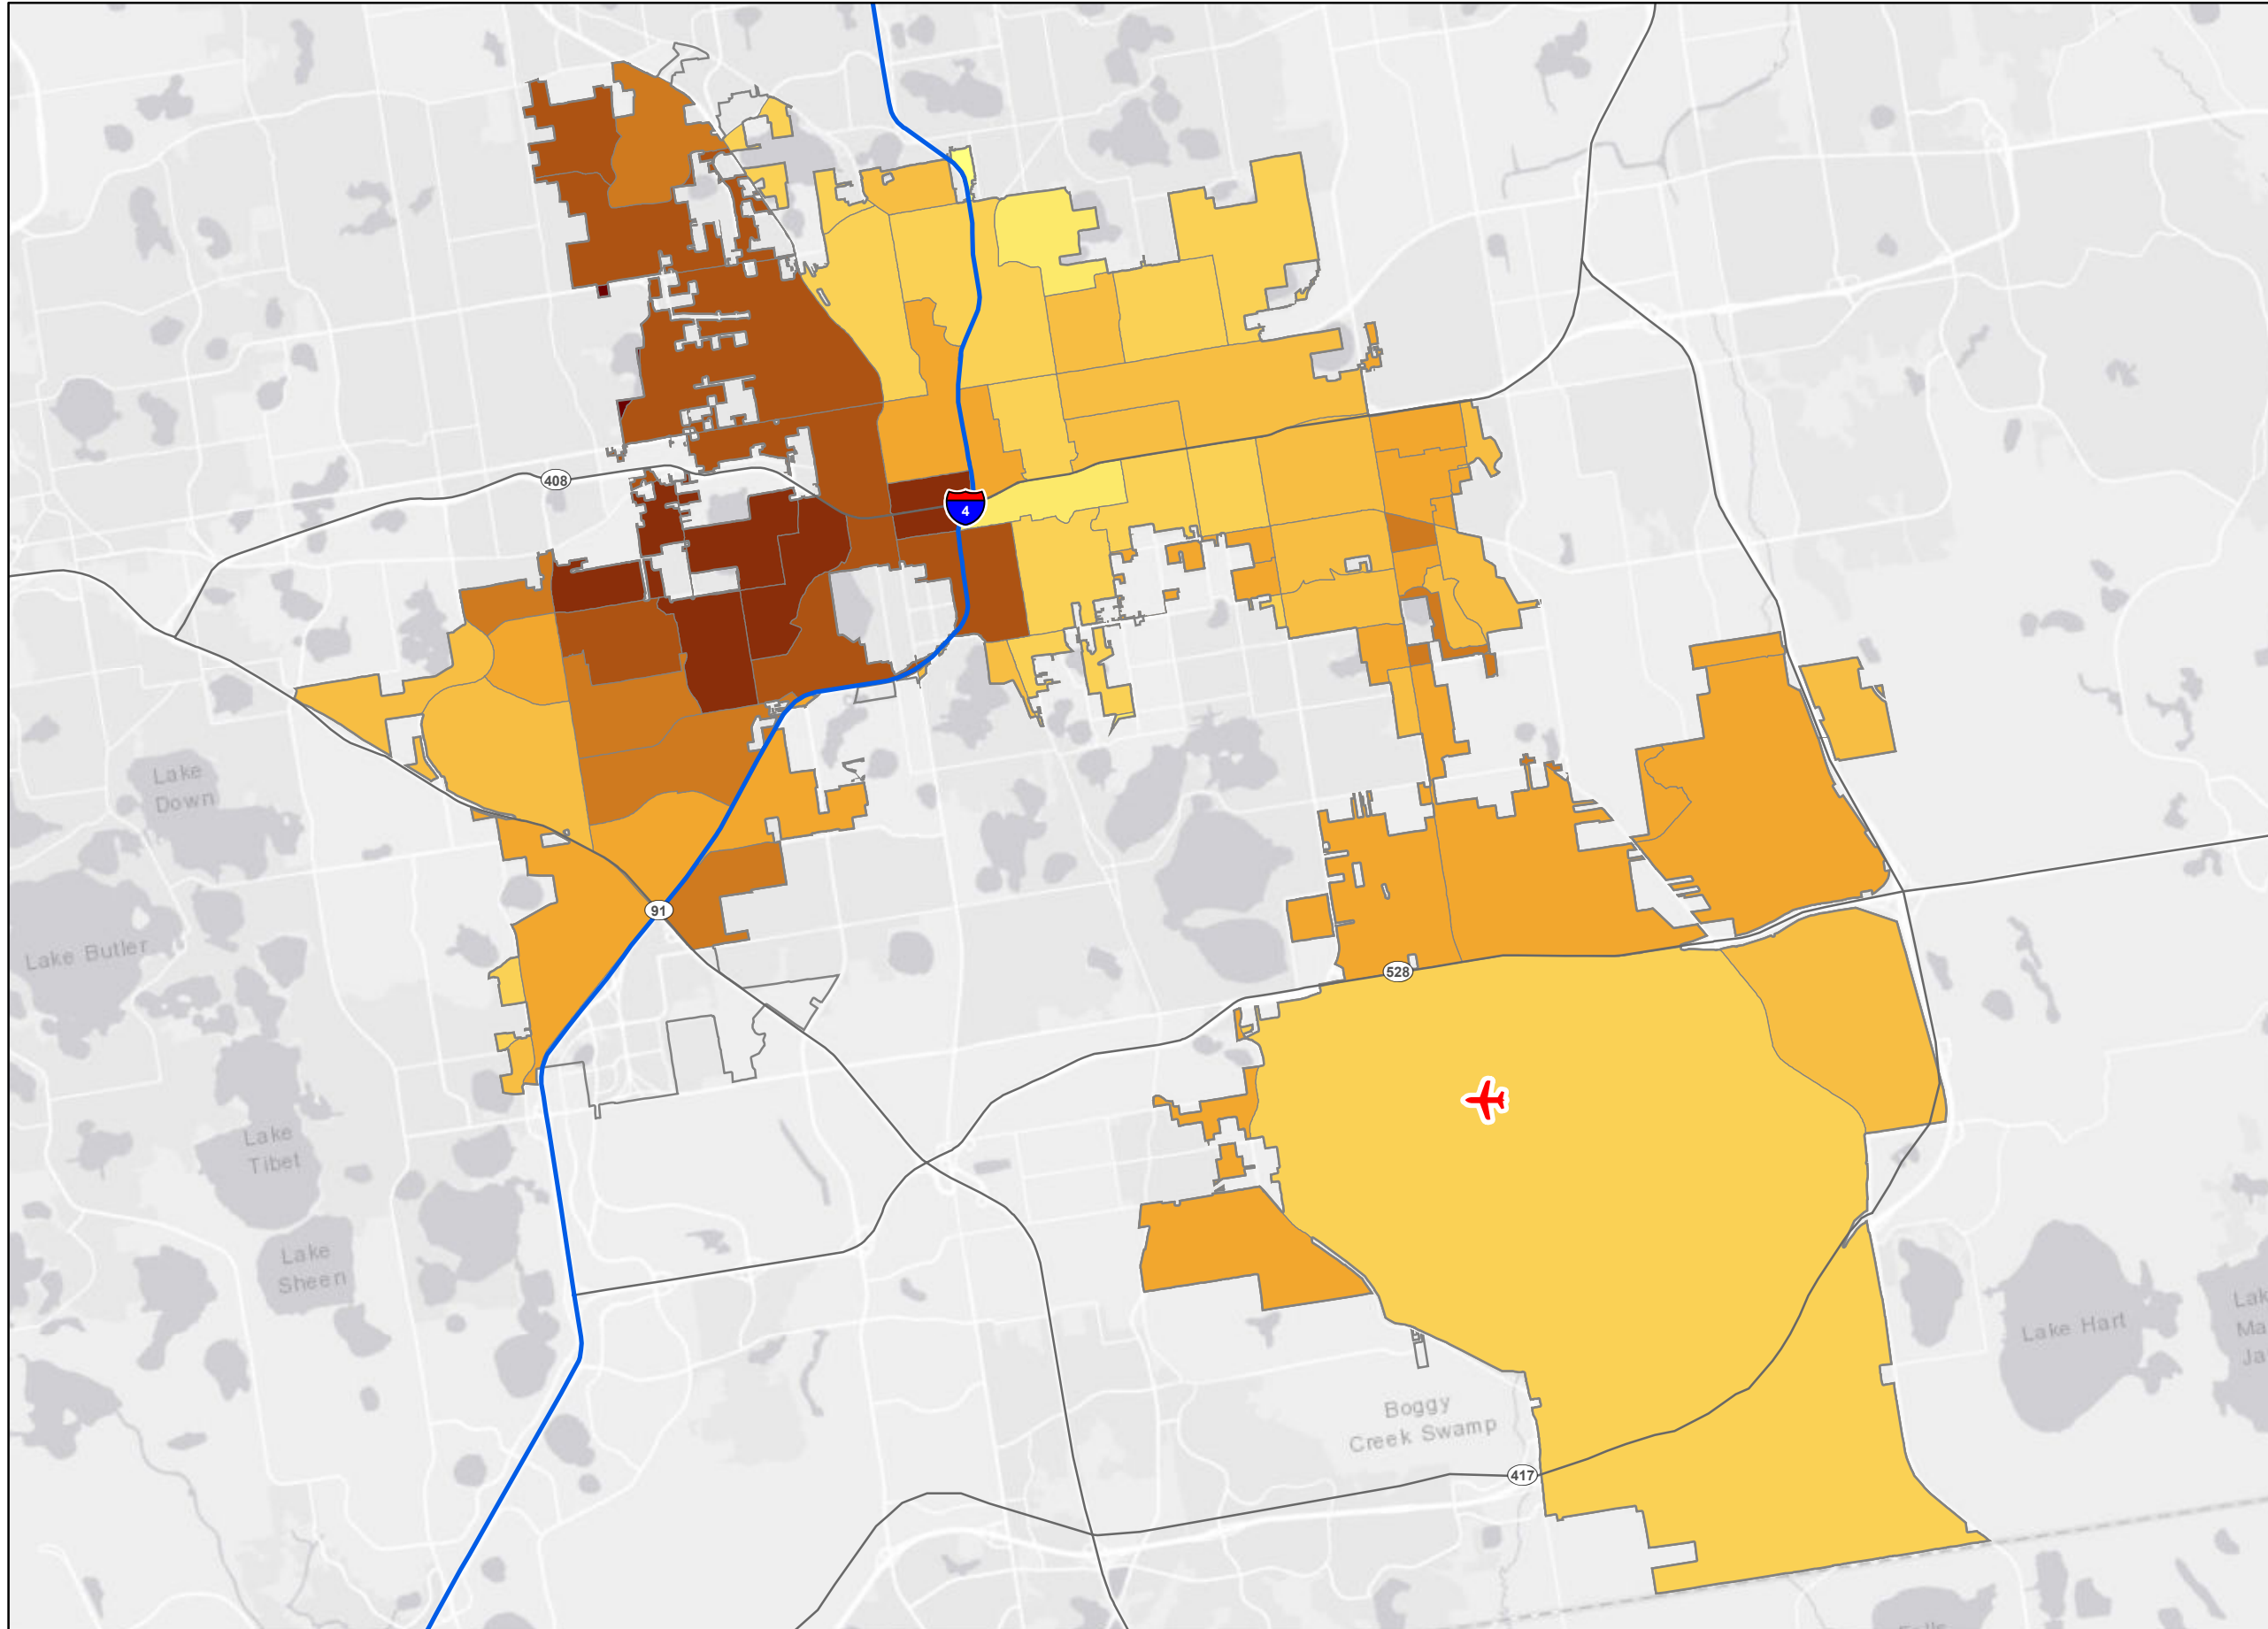 408
4
Lake
Down
91
Lake Butler
528
Lake
Tibet
Lake
Sheen
Lake Hart
Boggy
Creek Swamp
417